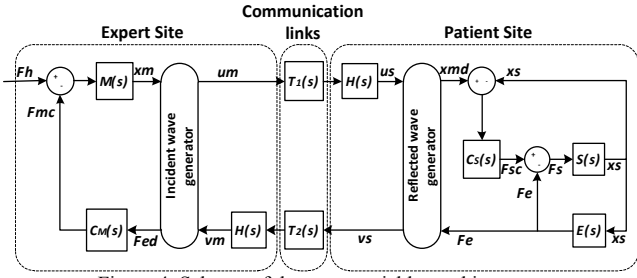 Communication
links
Expert Site
Patient Site
Fh
+
-
M(s)
xm
um
T1(s)
H(s)
us
xmd
+ -
xs
Fmc
Incident wave
generator
Reflected wave
generator
Cs(s)
Fsc
+
-
Fs
S(s)
xs
Fe
CM(s)
Fed
vm
H(s)
T2(s)
vs
Fe
E(s)
xs